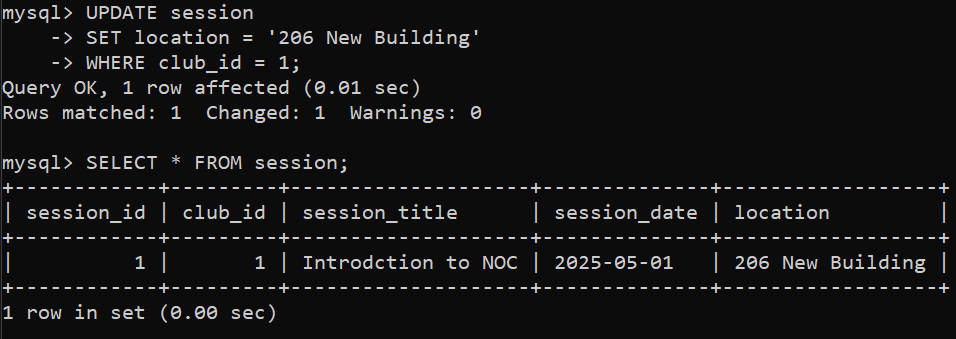 mysql> UPDATE session
    -> SET location = '206 New Building'
    -> WHERE club_id = 1;
Query OK, 1 row affected (0.01 sec)
Rows matched: 1  Changed: 1  Warnings: 0

mysql> SELECT * FROM session;
+------------+---------+--------------------+--------------+------------------+
| session_id | club_id | session_title      | session_date | location         |
+------------+---------+--------------------+--------------+------------------+
|          1 |       1 | Introdction to NOC | 2025-05-01   | 206 New Building |
+------------+---------+--------------------+--------------+------------------+
1 row in set (0.00 sec)